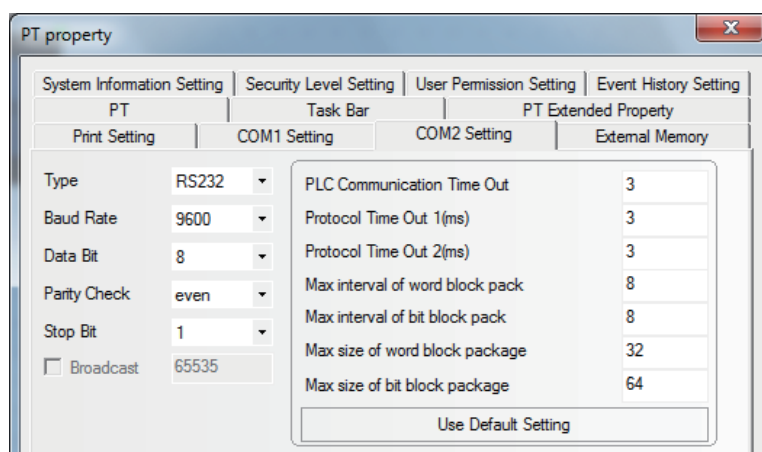 PT property
System Information Setting Security Level Setting User Permission Setting Event History Setting
PT Task Bar PT Extended Property
Print Setting COM1 Setting COM2 Setting External Memory
Type RS232
Baud Rate 9600
Data Bit 8
Parity Check even
Stop Bit 1
Broadcast 65535
PLC Communication Time Out 3
Protocol Time Out 1(ms) 3
Protocol Time Out 2(ms) 3
Max interval of word block pack 8
Max interval of bit block pack 8
Max size of word block package 32
Max size of bit block package 64
Use Default Setting